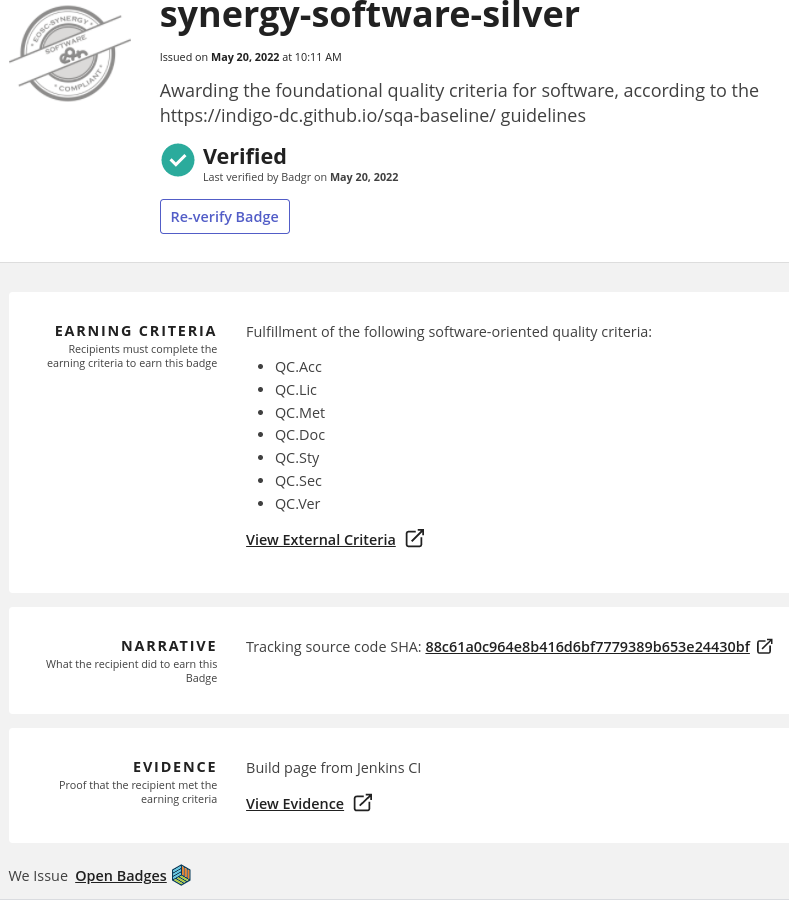 synergy-software-silver
EOSC-SYNERGY
SOFTWARE
COMPLIANT
Issued on May 20, 2022 at 10:11 AM
Awarding the foundational quality criteria for software, according to the
https://indigo-dc.github.io/sqa-baseline/ guidelines
Verified
Last verified by Badgr on May 20, 2022
Re-verify Badge
EARNING CRITERIA
Recipients must complete the
earning criteria to earn this badge
Fulfillment of the following software-oriented quality criteria:
• QC.Acc
• QC.Lic
• QC.Met
• QC.Doc
• QC.Sty
• QC.Sec
• QC.Ver
View External Criteria
NARRATIVE
What the recipient did to earn this
Badge
Tracking source code SHA: 88c61a0c964e8b416d6bf7779389b653e24430bf
EVIDENCE
Proof that the recipient met the
earning criteria
Build page from Jenkins CI
View Evidence
We Issue Open Badges